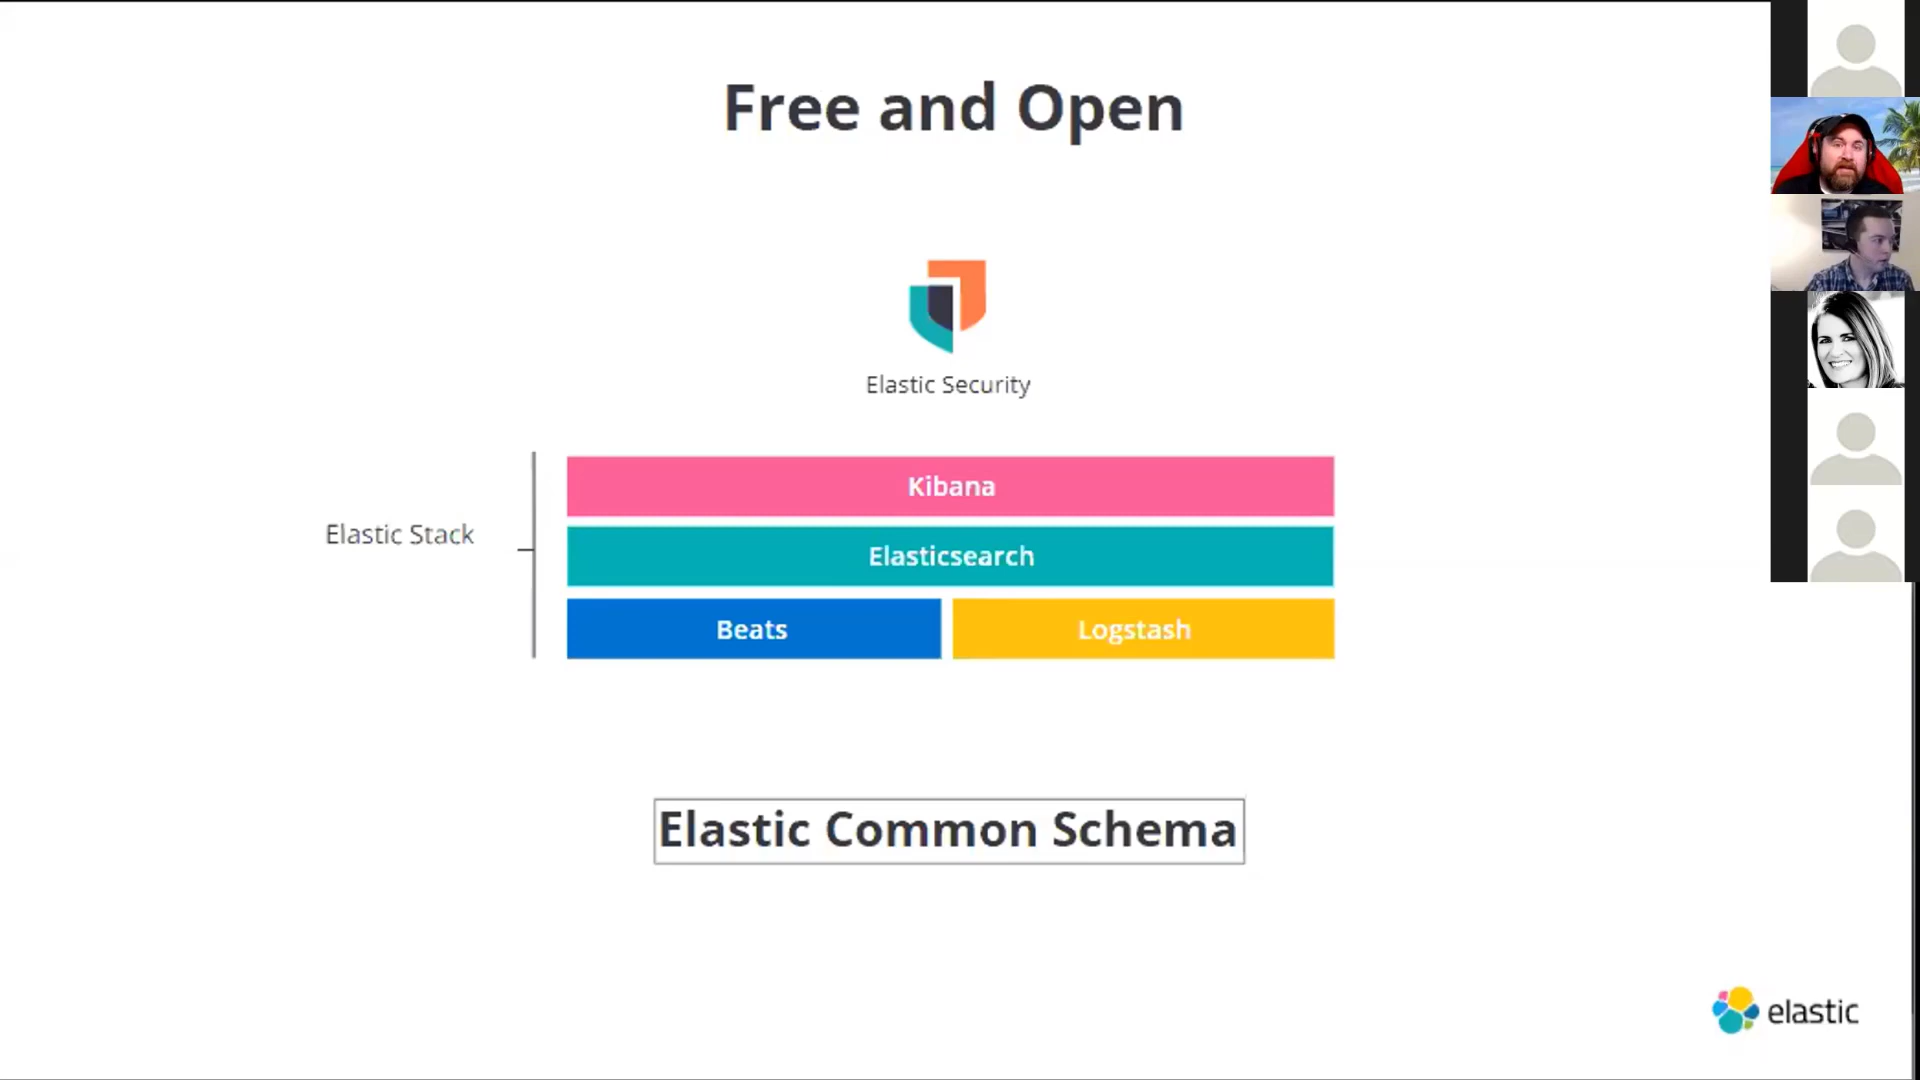 Free and Open
Elastic Security
Kibana
Elastic Stack
Elasticsearch
Beats
Logstash
Elastic Common Schema
elastic